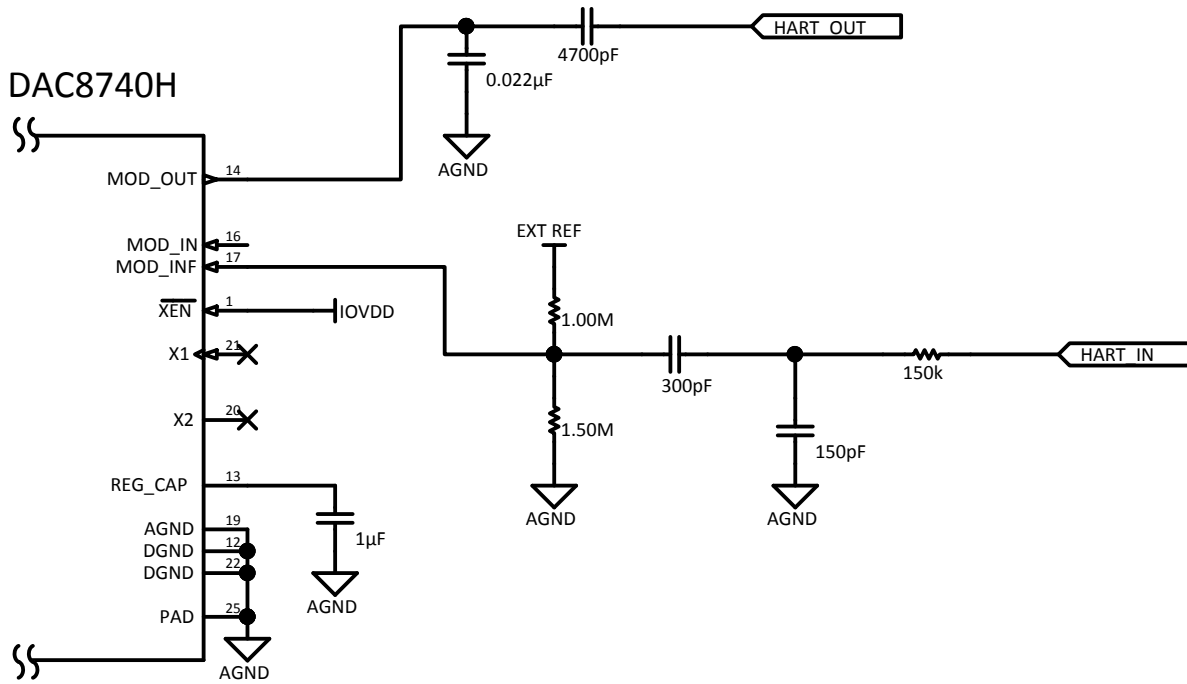 HART_OUT
4700pF
0.022µF
DAC8740H
AGND
MOD_OUT 14
MOD_IN 16
MOD_INF 17
EXT REF
XEN 1 IOVDD
1.00M
X1 21
HART_IN
300pF
150k
X2 20
1.50M
150pF
REG_CAP 13
AGND
AGND
AGND 19
1µF
DGND 12
DGND 22
AGND
PAD 25
AGND